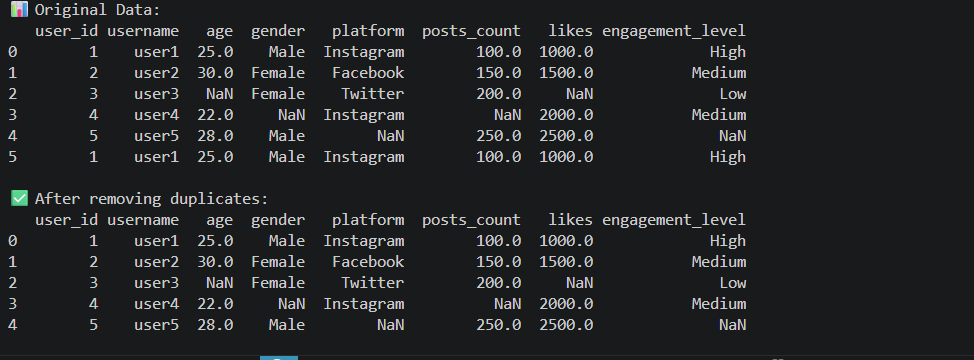 📊 Original Data:
   user_id username   age  gender   platform  posts_count   likes engagement_level
0        1    user1  25.0    Male  Instagram        100.0  1000.0             High
1        2    user2  30.0  Female   Facebook        150.0  1500.0           Medium
2        3    user3   NaN  Female    Twitter        200.0     NaN              Low
3        4    user4  22.0     NaN  Instagram          NaN  2000.0           Medium
4        5    user5  28.0    Male        NaN        250.0  2500.0              NaN
5        1    user1  25.0    Male  Instagram        100.0  1000.0             High
✅ After removing duplicates:
   user_id username   age  gender   platform  posts_count   likes engagement_level
0        1    user1  25.0    Male  Instagram        100.0  1000.0             High
1        2    user2  30.0  Female   Facebook        150.0  1500.0           Medium
2        3    user3   NaN  Female    Twitter        200.0     NaN              Low
3        4    user4  22.0     NaN  Instagram          NaN  2000.0           Medium
4        5    user5  28.0    Male        NaN        250.0  2500.0              NaN